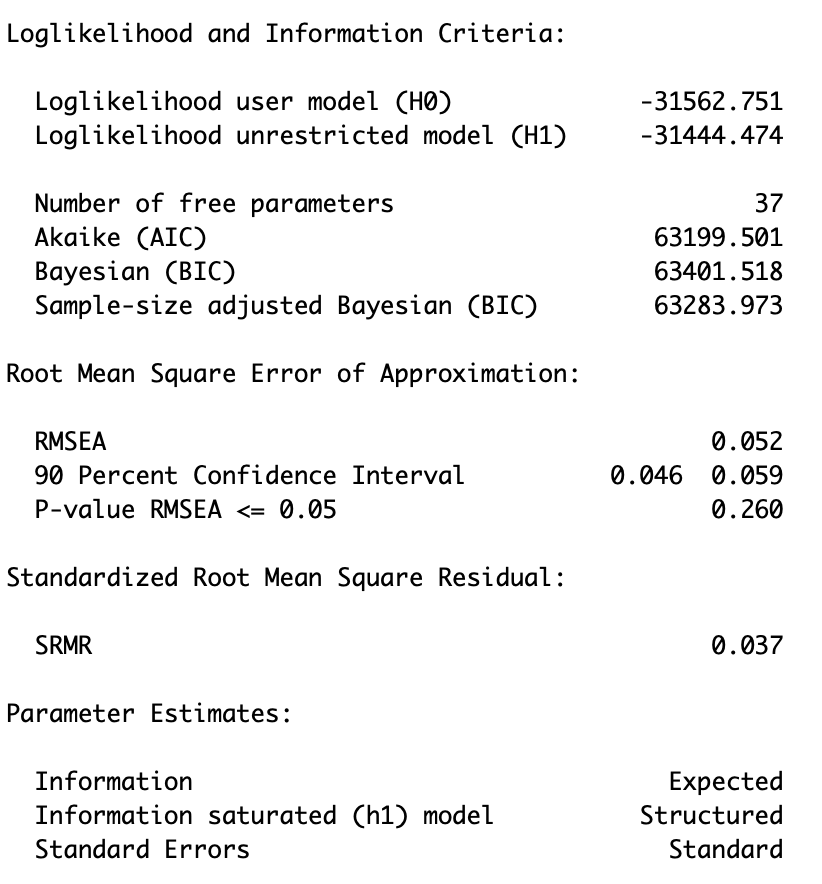 Loglikelihood and Information Criteria:
Loglikelihood user model (H0) -31562.751
Loglikelihood unrestricted model (H1) -31444.474
Number of free parameters 37
Akaike (AIC) 63199.501
Bayesian (BIC) 63401.518
Sample-size adjusted Bayesian (BIC) 63283.973
Root Mean Square Error of Approximation:
RMSEA 0.052
90 Percent Confidence Interval 0.046 0.059
P-value RMSEA <= 0.05 0.260
Standardized Root Mean Square Residual:
SRMR 0.037
Parameter Estimates:
Information Expected
Information saturated (h1) model Structured
Standard Errors Standard